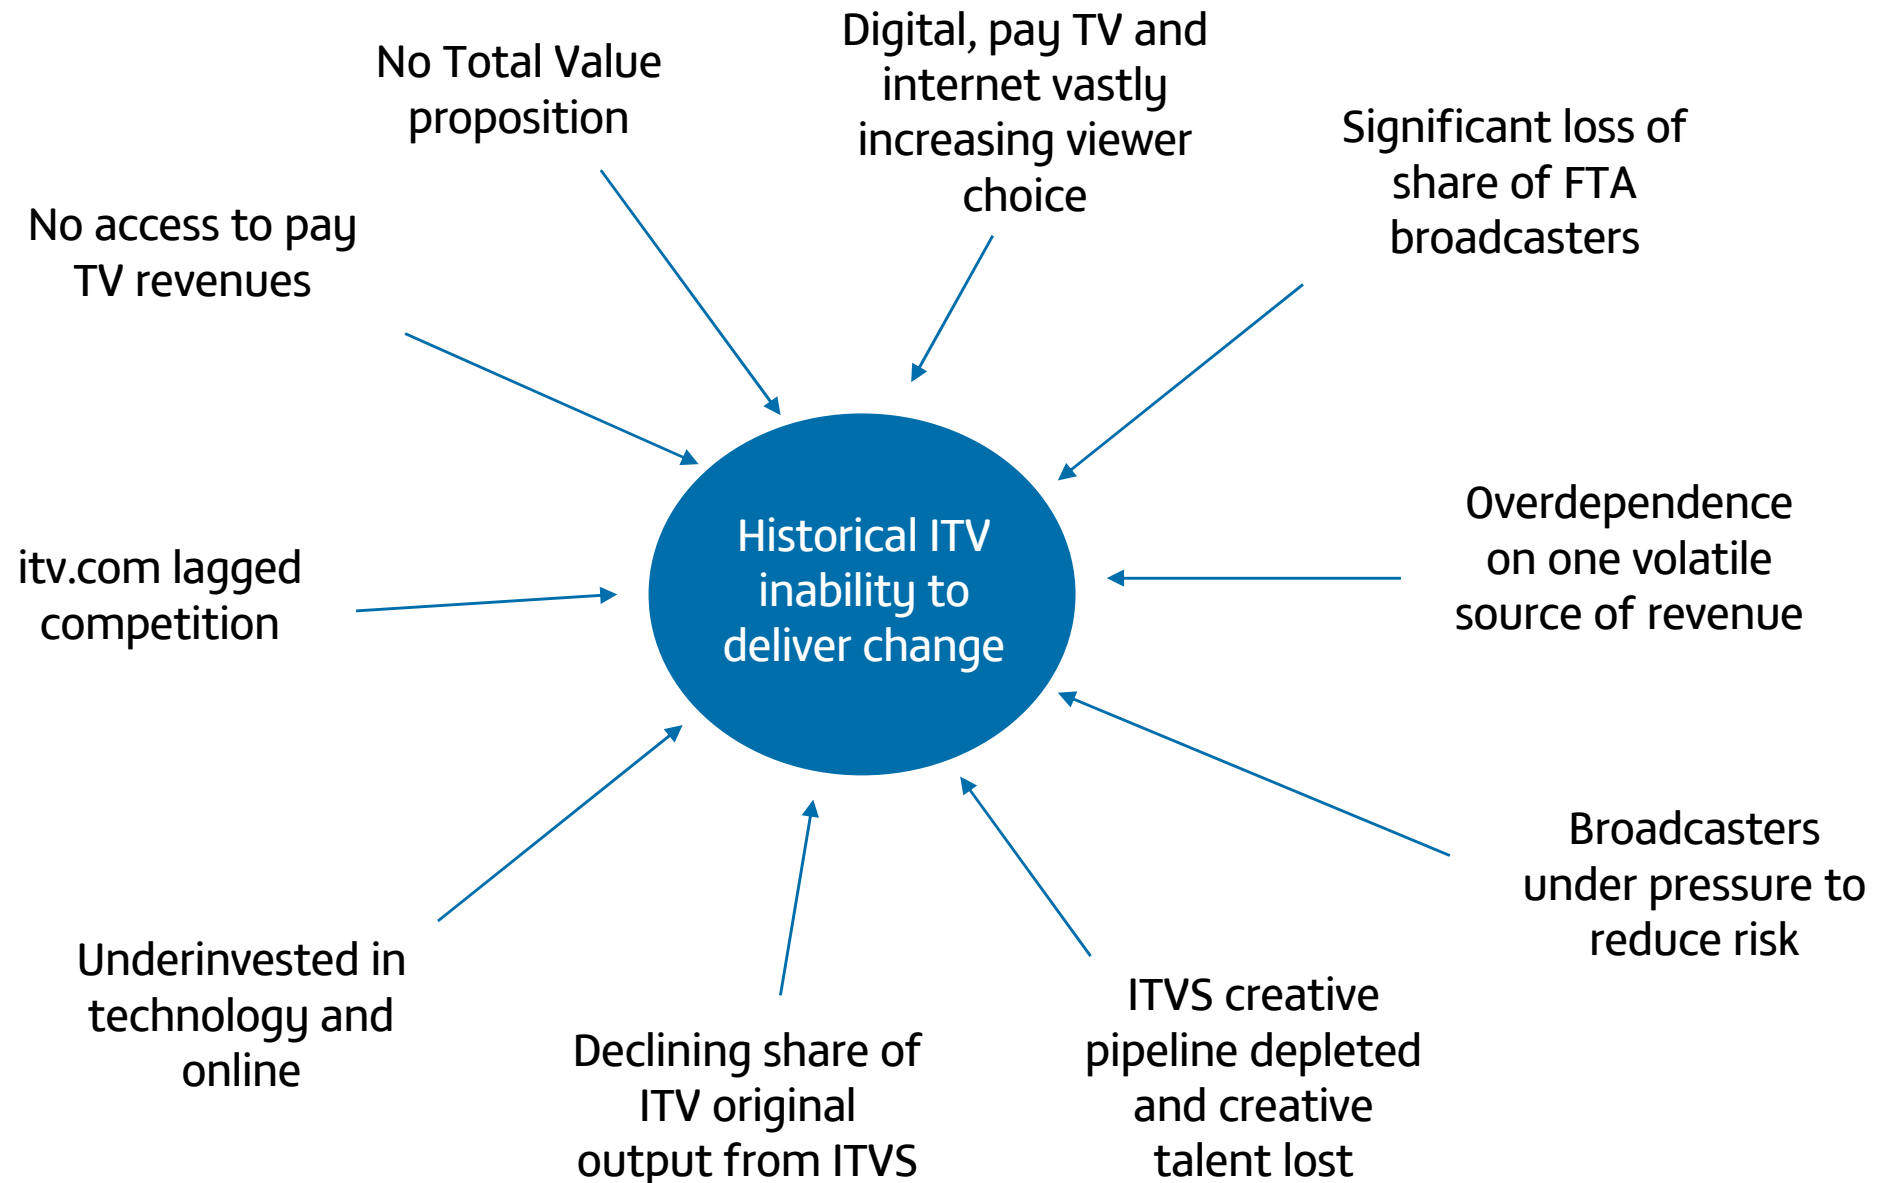 No Total Value
proposition
Digital, pay TV and
internet vastly
increasing viewer
choice
Significant loss of
share of FTA
broadcasters
No access to pay
TV revenues
Overdependence
on one volatile
source of revenue
Historical ITV
inability to
deliver change
itv.com lagged
competition
Broadcasters
under pressure to
reduce risk
Underinvested in
technology and
online
Declining share of
ITV original
output from ITVS
ITVS creative
pipeline depleted
and creative
talent lost